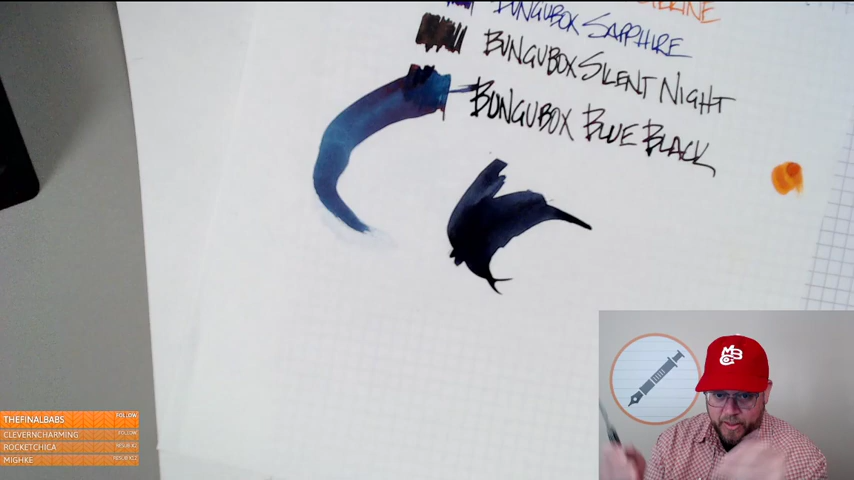 BUNGUBOX SAPPHIRE
BUNGUBOX SILENT NIGHT
BUNGUBOX BLUE BLACK
THEFINALBABS FOLLOW
CLEVERNCHARMING FOLLOW
ROCKETCHICA
MIGHKE